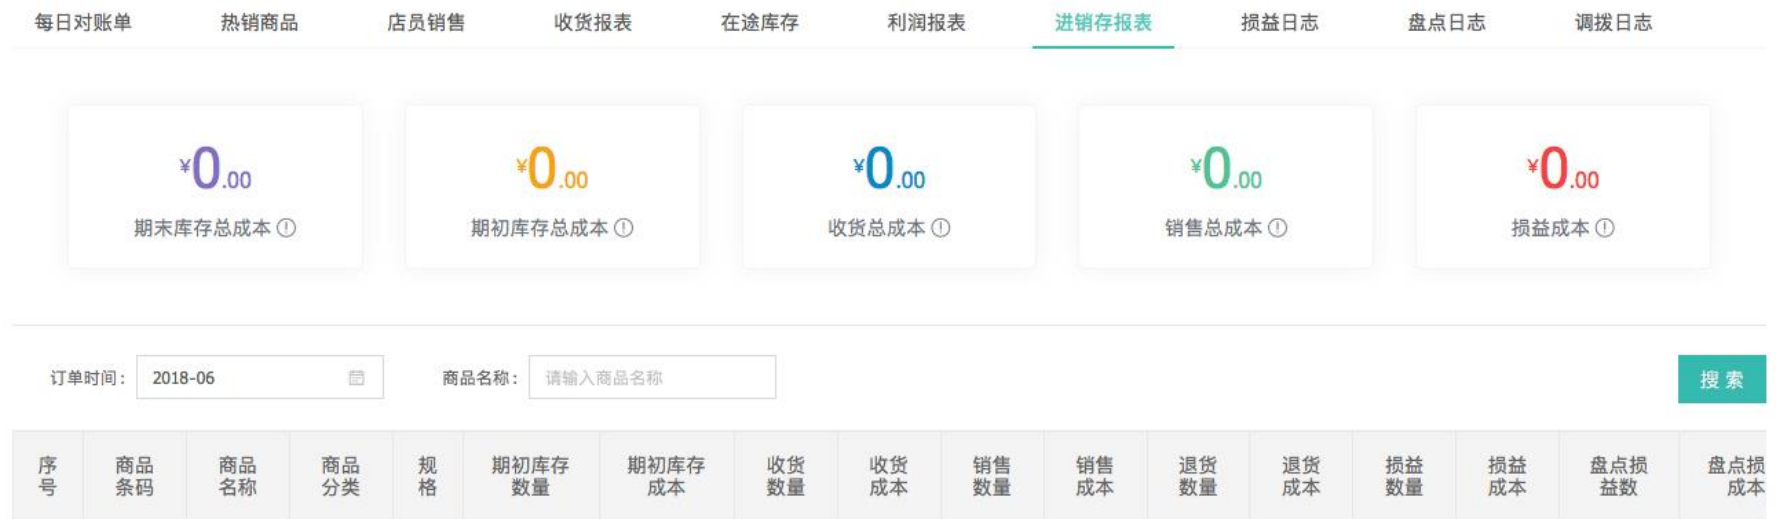 每日对账单 热销商品 店员销售 收货报表 在途库存 利润报表 进销存报表 损益日志 盘点日志 调拨日志
¥0.00 ¥0.00 ¥0.00 ¥0.00 ¥0.00
期末库存总成本 期初库存总成本 收货总成本 销售总成本 损益成本
订单时间： 2018-06 商品名称： 请输入商品名称 搜索
序号 商品条码 商品名称 商品分类 规格 期初库存数量 期初库存成本 收货数量 收货成本 销售数量 销售成本 退货数量 退货成本 损益数量 损益成本 盘点损益数 盘点损成本